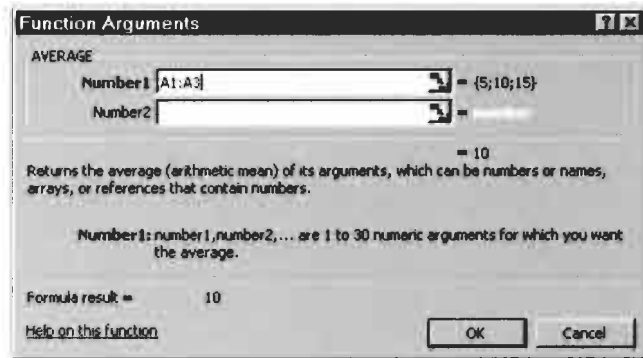 Function Arguments
AVERAGE
Number1 A1:A3 = {5;10;15}
Number2 =
= 10
Returns the average (arithmetic mean) of its arguments, which can be numbers or names,
arrays, or references that contain numbers.
Number1: number1,number2,... are 1 to 30 numeric arguments for which you want
the average.
Formula result = 10
Help on this function
OK Cancel